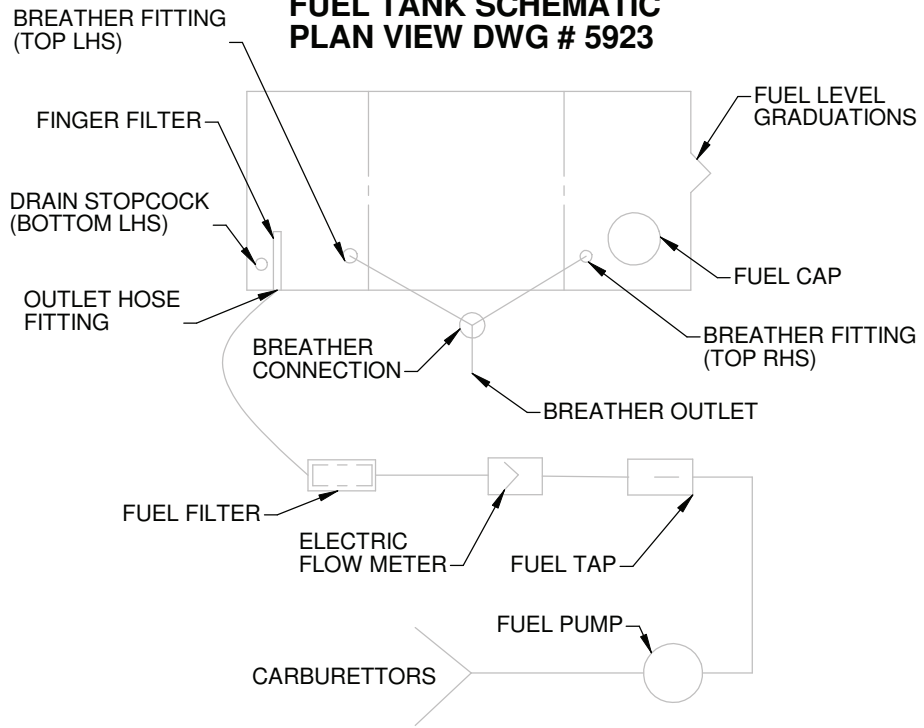 FUEL TANK SCHEMATIC
PLAN VIEW DWG # 5923
BREATHER FITTING
(TOP LHS)
FINGER FILTER
DRAIN STOPCOCK
(BOTTOM LHS)
OUTLET HOSE
FITTING
FUEL LEVEL
GRADUATIONS
FUEL CAP
BREATHER FITTING
(TOP RHS)
BREATHER
CONNECTION
BREATHER OUTLET
FUEL FILTER
ELECTRIC
FLOW METER
FUEL TAP
FUEL PUMP
CARBURETTORS